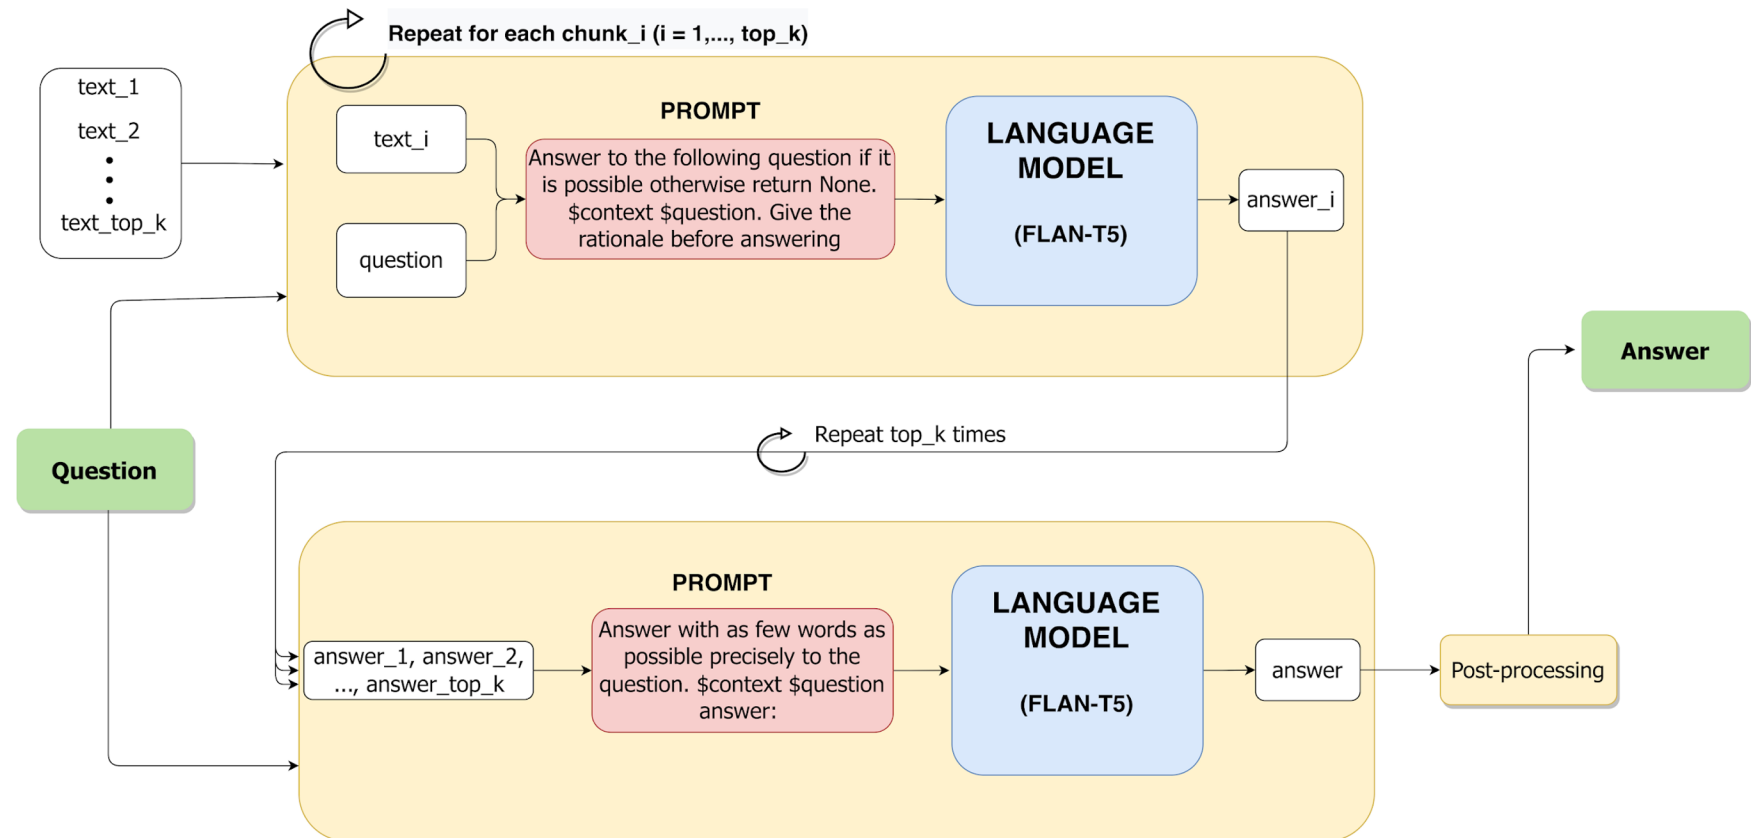 Repeat for each chunk_i (i = 1,..., top_k)
text_1
text_2
text_top_k
text_i
question
PROMPT
Answer to the following question if it
is possible otherwise return None.
$context $question. Give the
rationale before answering
LANGUAGE
MODEL
(FLAN-T5)
answer_i
Answer
Question
Repeat top_k times
answer_1, answer_2,
..., answer_top_k
PROMPT
Answer with as few words as
possible precisely to the
question. $context $question
answer:
LANGUAGE
MODEL
(FLAN-T5)
answer
Post-processing